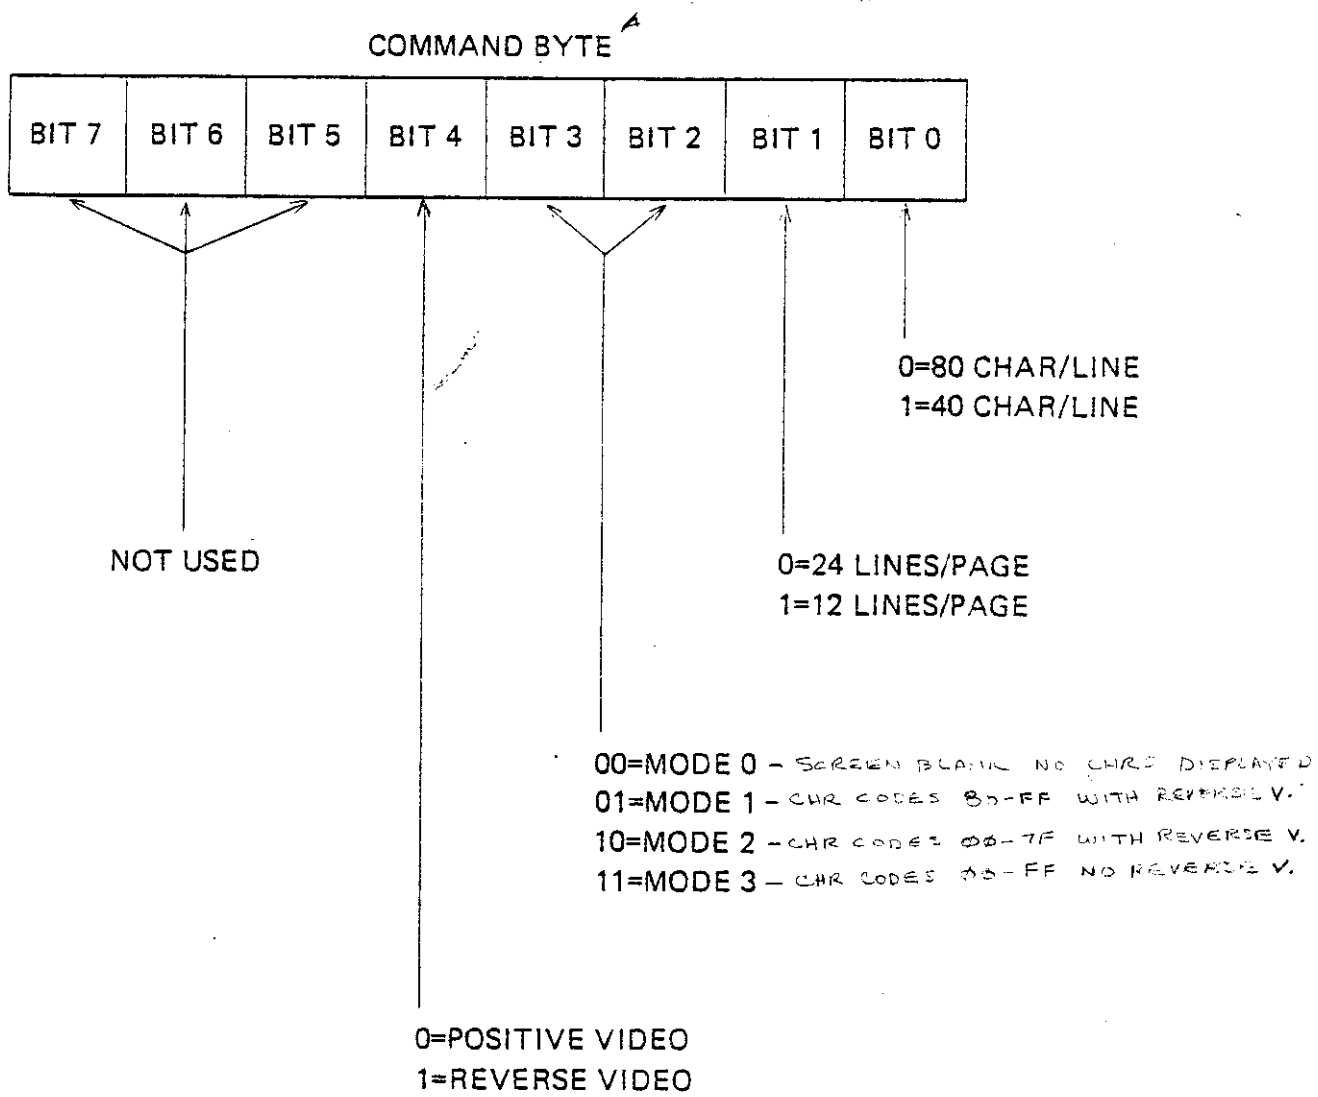 COMMAND BYTE
BIT 7 BIT 6 BIT 5 BIT 4 BIT 3 BIT 2 BIT 1 BIT 0
0=80 CHAR/LINE
1=40 CHAR/LINE
NOT USED
0=24 LINES/PAGE
1=12 LINES/PAGE
00=MODE 0 - SCREEN BLANK NO CHRS DISPLAYED
01=MODE 1 - CHR CODES 80-FF WITH REVERSE V.
10=MODE 2 - CHR CODES 00-7F WITH REVERSE V.
11=MODE 3 - CHR CODES 00-FF NO REVERSE V.
0=POSITIVE VIDEO
1=REVERSE VIDEO